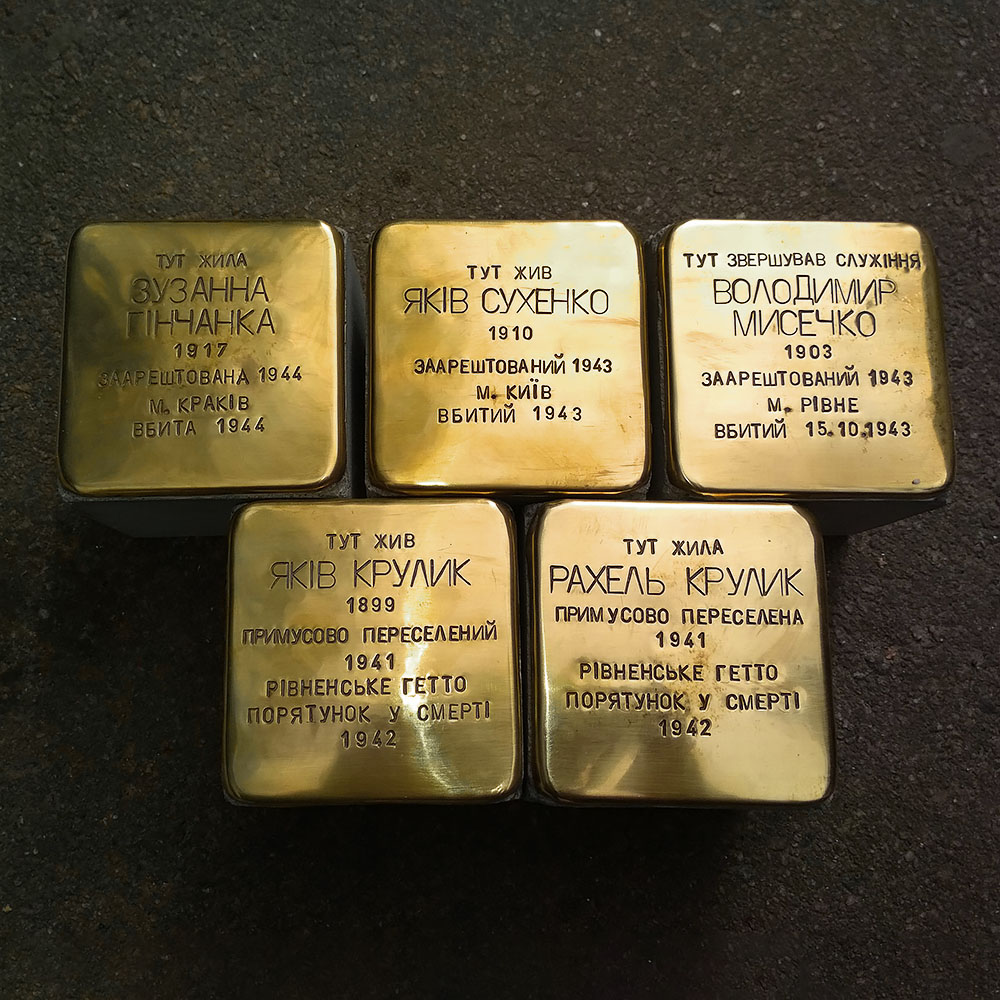 ТУТ ЖИЛА
ЗУЗАННА
ГІНЧАНКА
1917
ЗААРЕШТОВАНА 1944
М. КРАКІВ
ВБИТА 1944
ТУТ ЖИВ
ЯКІВ СУХЕНКО
1910
ЗААРЕШТОВАНИЙ 1943
М. КИЇВ
ВБИТИЙ 1943
ТУТ ЗВЕРШУВАВ СЛУЖІННЯ
ВОЛОДИМИР
МИСЕЧКО
1903
ЗААРЕШТОВАНИЙ 1943
М. РІВНЕ
ВБИТИЙ 15.10.1943
ТУТ ЖИВ
ЯКІВ КРУЛИК
1899
ПРИМУСОВО ПЕРЕСЕЛЕНИЙ
1941
РІВНЕНСЬКЕ ГЕТТО
ПОРЯТУНОК У СМЕРТІ
1942
ТУТ ЖИЛА
РАХЕЛЬ КРУЛИК
ПРИМУСОВО ПЕРЕСЕЛЕНА
1941
РІВНЕНСЬКЕ ГЕТТО
ПОРЯТУНОК У СМЕРТІ
1942